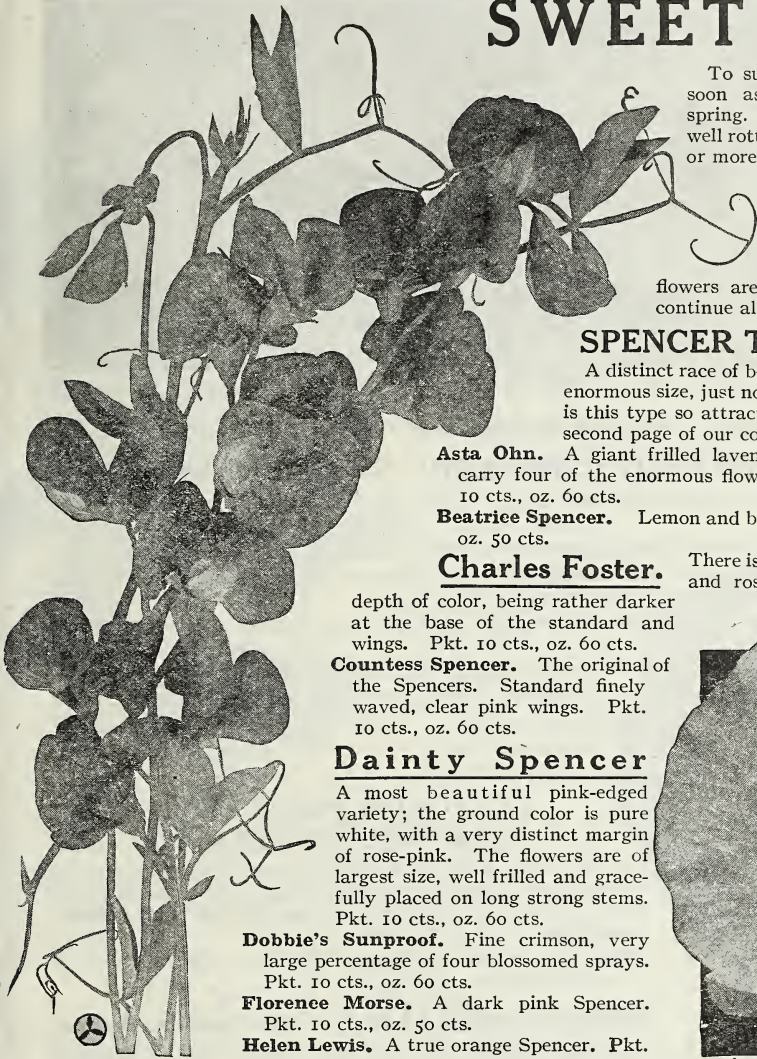 SWEET
To su
soon as
spring.
well rott
or more
flowers are
continue al
SPENCER T
A distinct race of b
enormous size, just no
is this type so attrac
second page of our co
Asta Ohn. A giant frilled laven
carry four of the enormous flow
10 cts., oz. 60 cts.
Beatrice Spencer. Lemon and b
oz. 50 cts.
Charles Foster. There is
and ros
depth of color, being rather darker
at the base of the standard and
wings. Pkt. 10 cts., oz. 60 cts.
Countess Spencer. The original of
the Spencers. Standard finely
waved, clear pink wings. Pkt.
10 cts., oz. 60 cts.
Dainty Spencer
A most beautiful pink-edged
variety; the ground color is pure
white, with a very distinct margin
of rose-pink. The flowers are of
largest size, well frilled and grace-
fully placed on long strong stems.
Pkt. 10 cts., oz. 60 cts.
Dobbie's Sunproof. Fine crimson, very
large percentage of four blossomed sprays.
Pkt. 10 cts., oz. 60 cts.
Florence Morse. A dark pink Spencer.
Pkt. 10 cts., oz. 50 cts.
Helen Lewis. A true orange Spencer. Pkt.